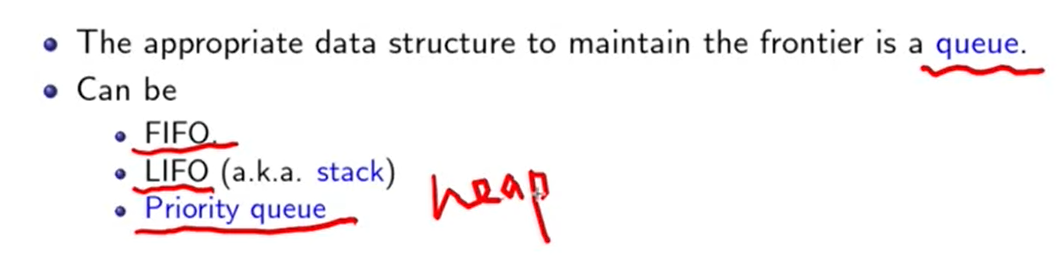 The appropriate data structure to maintain the frontier is a queue.
Can be
FIFO.
LIFO (a.k.a. stack)
Priority queue
heap